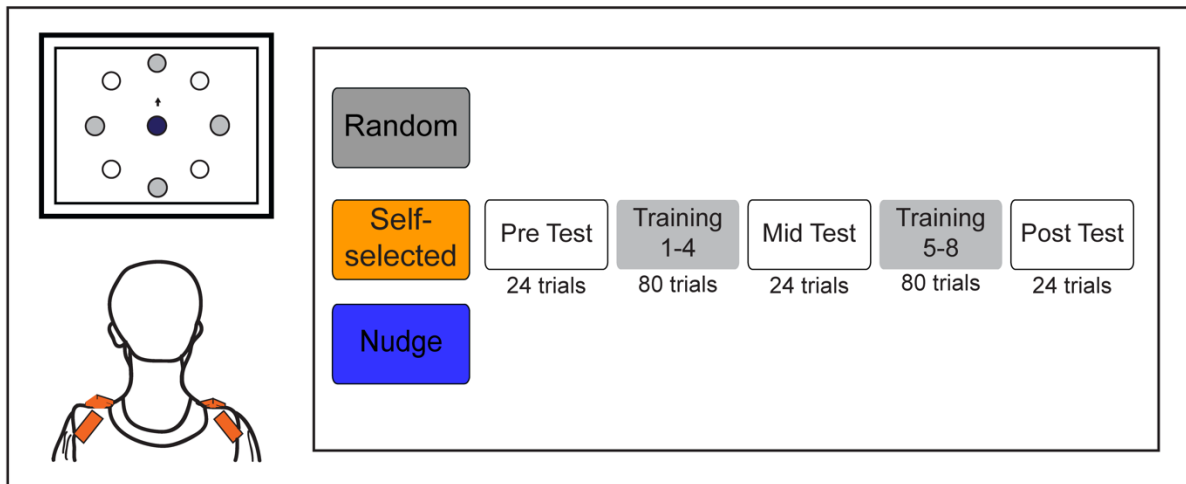 Random
Self-
selected
Nudge
Pre Test
24 trials
Training
1-4
80 trials
Mid Test
24 trials
Training
5-8
80 trials
Post Test
24 trials